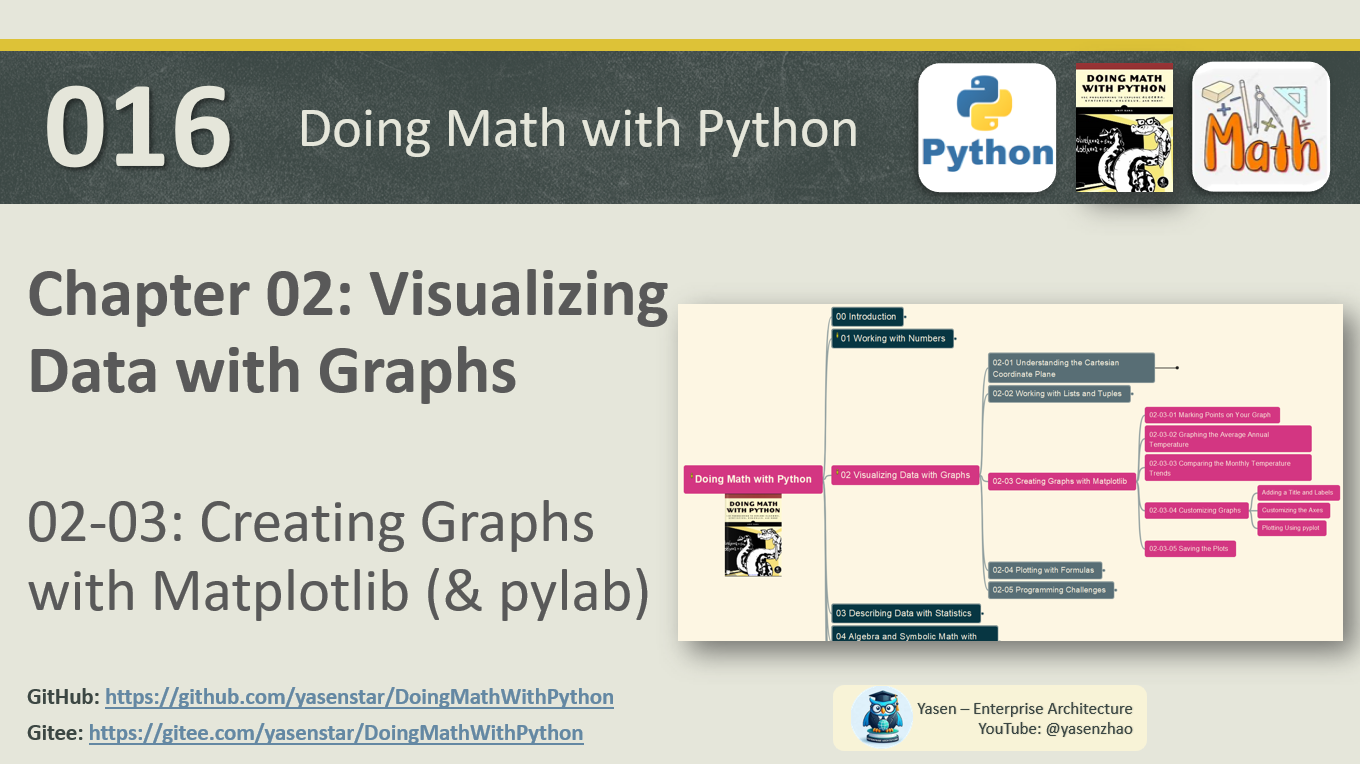 016
Doing Math with Python
Python
DOING MATH
WITH PYTHON
Math
Chapter 02: Visualizing
Data with Graphs
02-03: Creating Graphs
with Matplotlib (& pylab)
00 Introduction
01 Working with Numbers
02-01 Understanding the Cartesian
Coordinate Plane
02-02 Working with Lists and Tuples
02-03-01 Marking Points on Your Graph
02-03-02 Graphing the Average Annual
Temperature
02-03-03 Comparing the Monthly Temperature
Trends
Doing Math with Python
02 Visualizing Data with Graphs
02-03 Creating Graphs with Matplotlib
Adding a Title and Labels
02-03-04 Customizing Graphs
Customizing the Axes
Plotting Using pyplot
DOING MATH
WITH PYTHON
02-03-05 Saving the Plots
02-04 Plotting with Formulas
02-05 Programming Challenges
03 Describing Data with Statistics
04 Algebra and Symbolic Math with
GitHub: https://github.com/yasenstar/DoingMathWithPython
Gitee: https://gitee.com/yasenstar/DoingMathWithPython
Yasen – Enterprise Architecture
YouTube: @yasenzhao